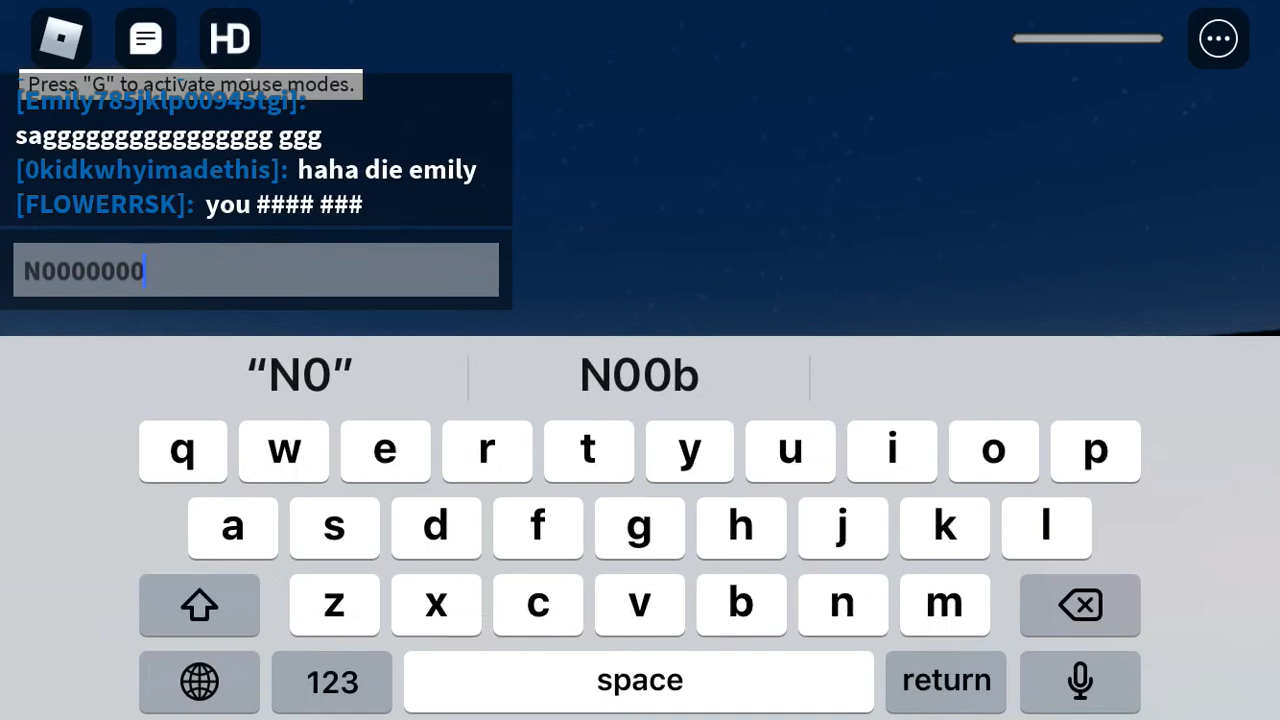 HD
Press "G" to activate mouse modes.
[Emily785jklp00945tgi]:
sagggggggggggggggg ggg
[0kidkwhyimadethis]: haha die emily
[FLOWERRSK]: you #### ###
N0000000
“N0” N00b
q w e r t y u i o p
a s d f g h j k l
z x c v b n m
123 space return